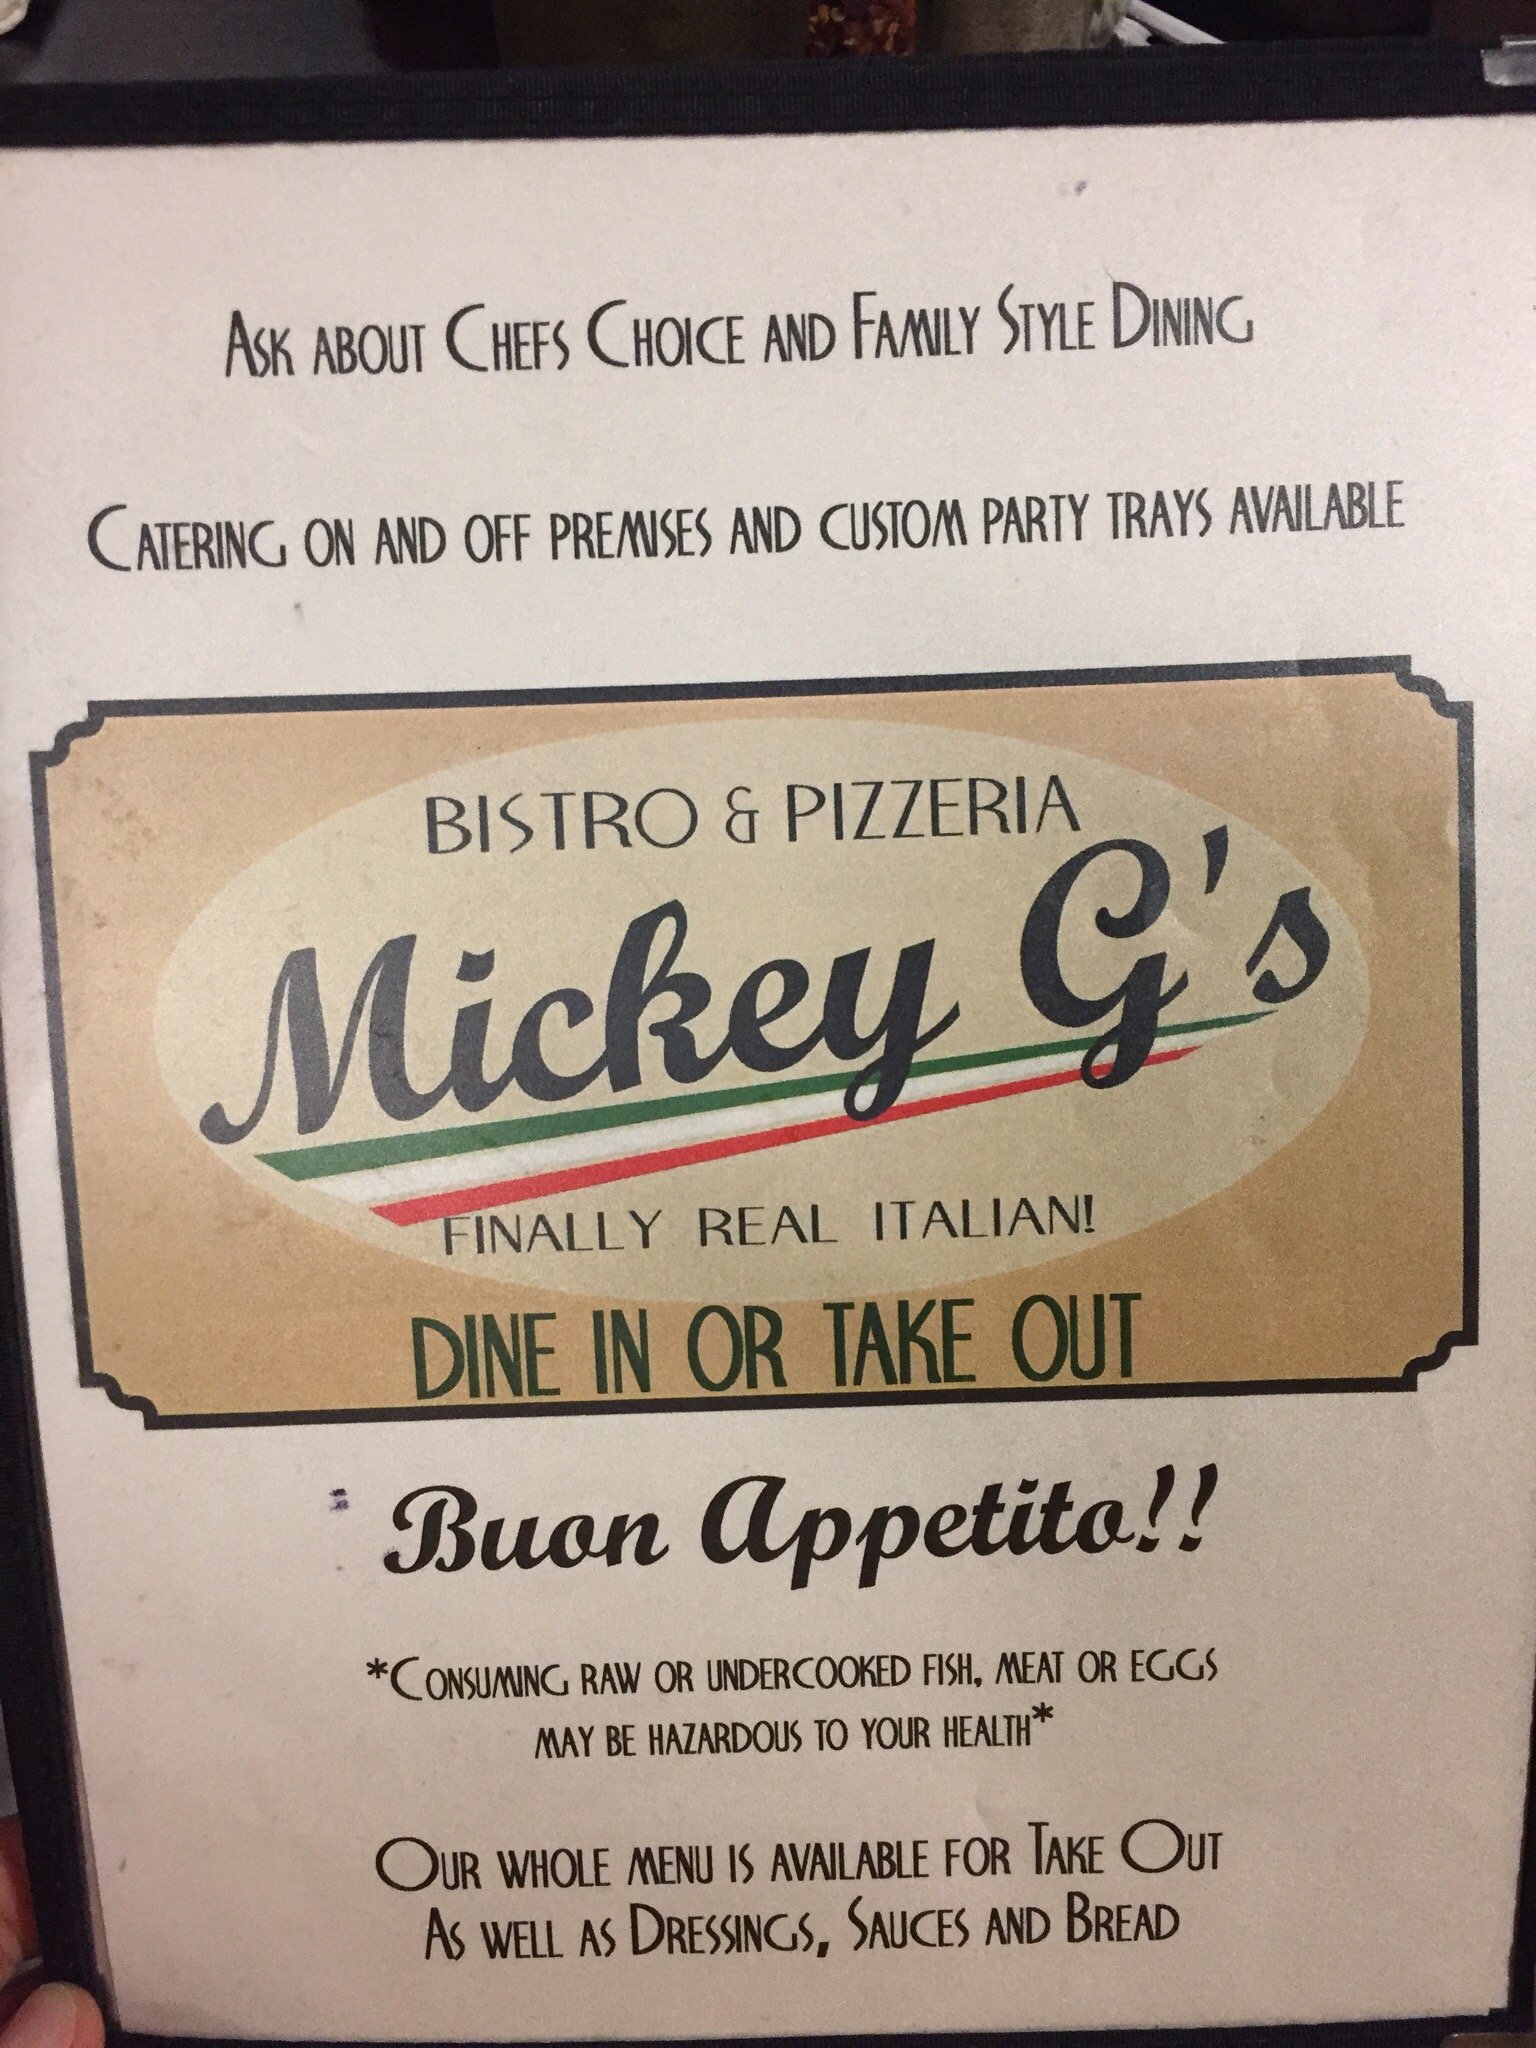 Ask about Chefs Choice and Family Style Dining
Catering on and off premises and custom party trays available
BISTRO & PIZZERIA
Mickey G's
FINALLY REAL ITALIAN!
DINE IN OR TAKE OUT
Buon Appetito!!
*Consuming raw or undercooked fish, meat or eggs
may be hazardous to your health*
Our whole menu is available for Take Out
As well as Dressings, Sauces and Bread